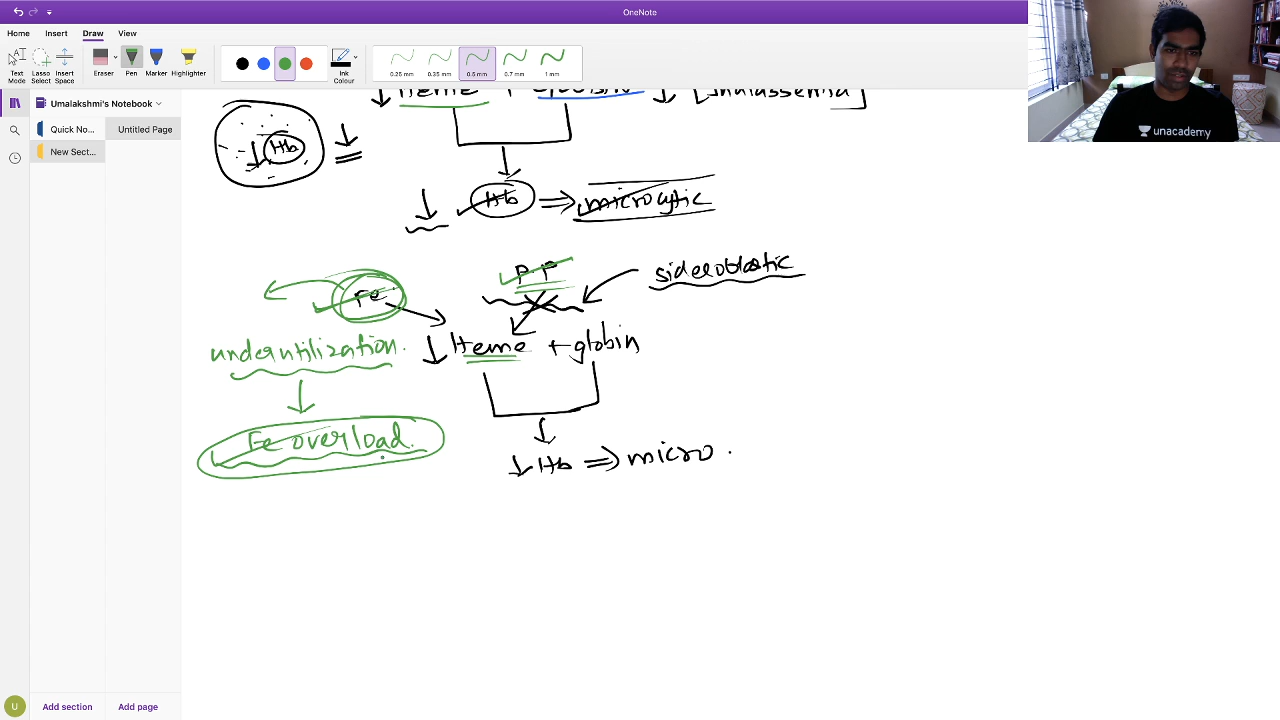 OneNote
Home Insert Draw View
Text Mode
Lasso Select
Insert Space
Eraser
Pen
Marker
Highlighter
Ink Colour
0.25 mm
0.35 mm
0.5 mm
0.7 mm
1 mm
Umalakshmi's Notebook
Quick No...
Untitled Page
New Sect...
unacademy
↓ Heme + globin ↓ [Thalassemia]
↓ Hb ↓
↓ Hb ⇒ microcytic
P.P sideroblastic
Fe
underutilization. ↓ Heme + globin
Fe overload.
↓ Hb ⇒ micro.
U
Add section
Add page